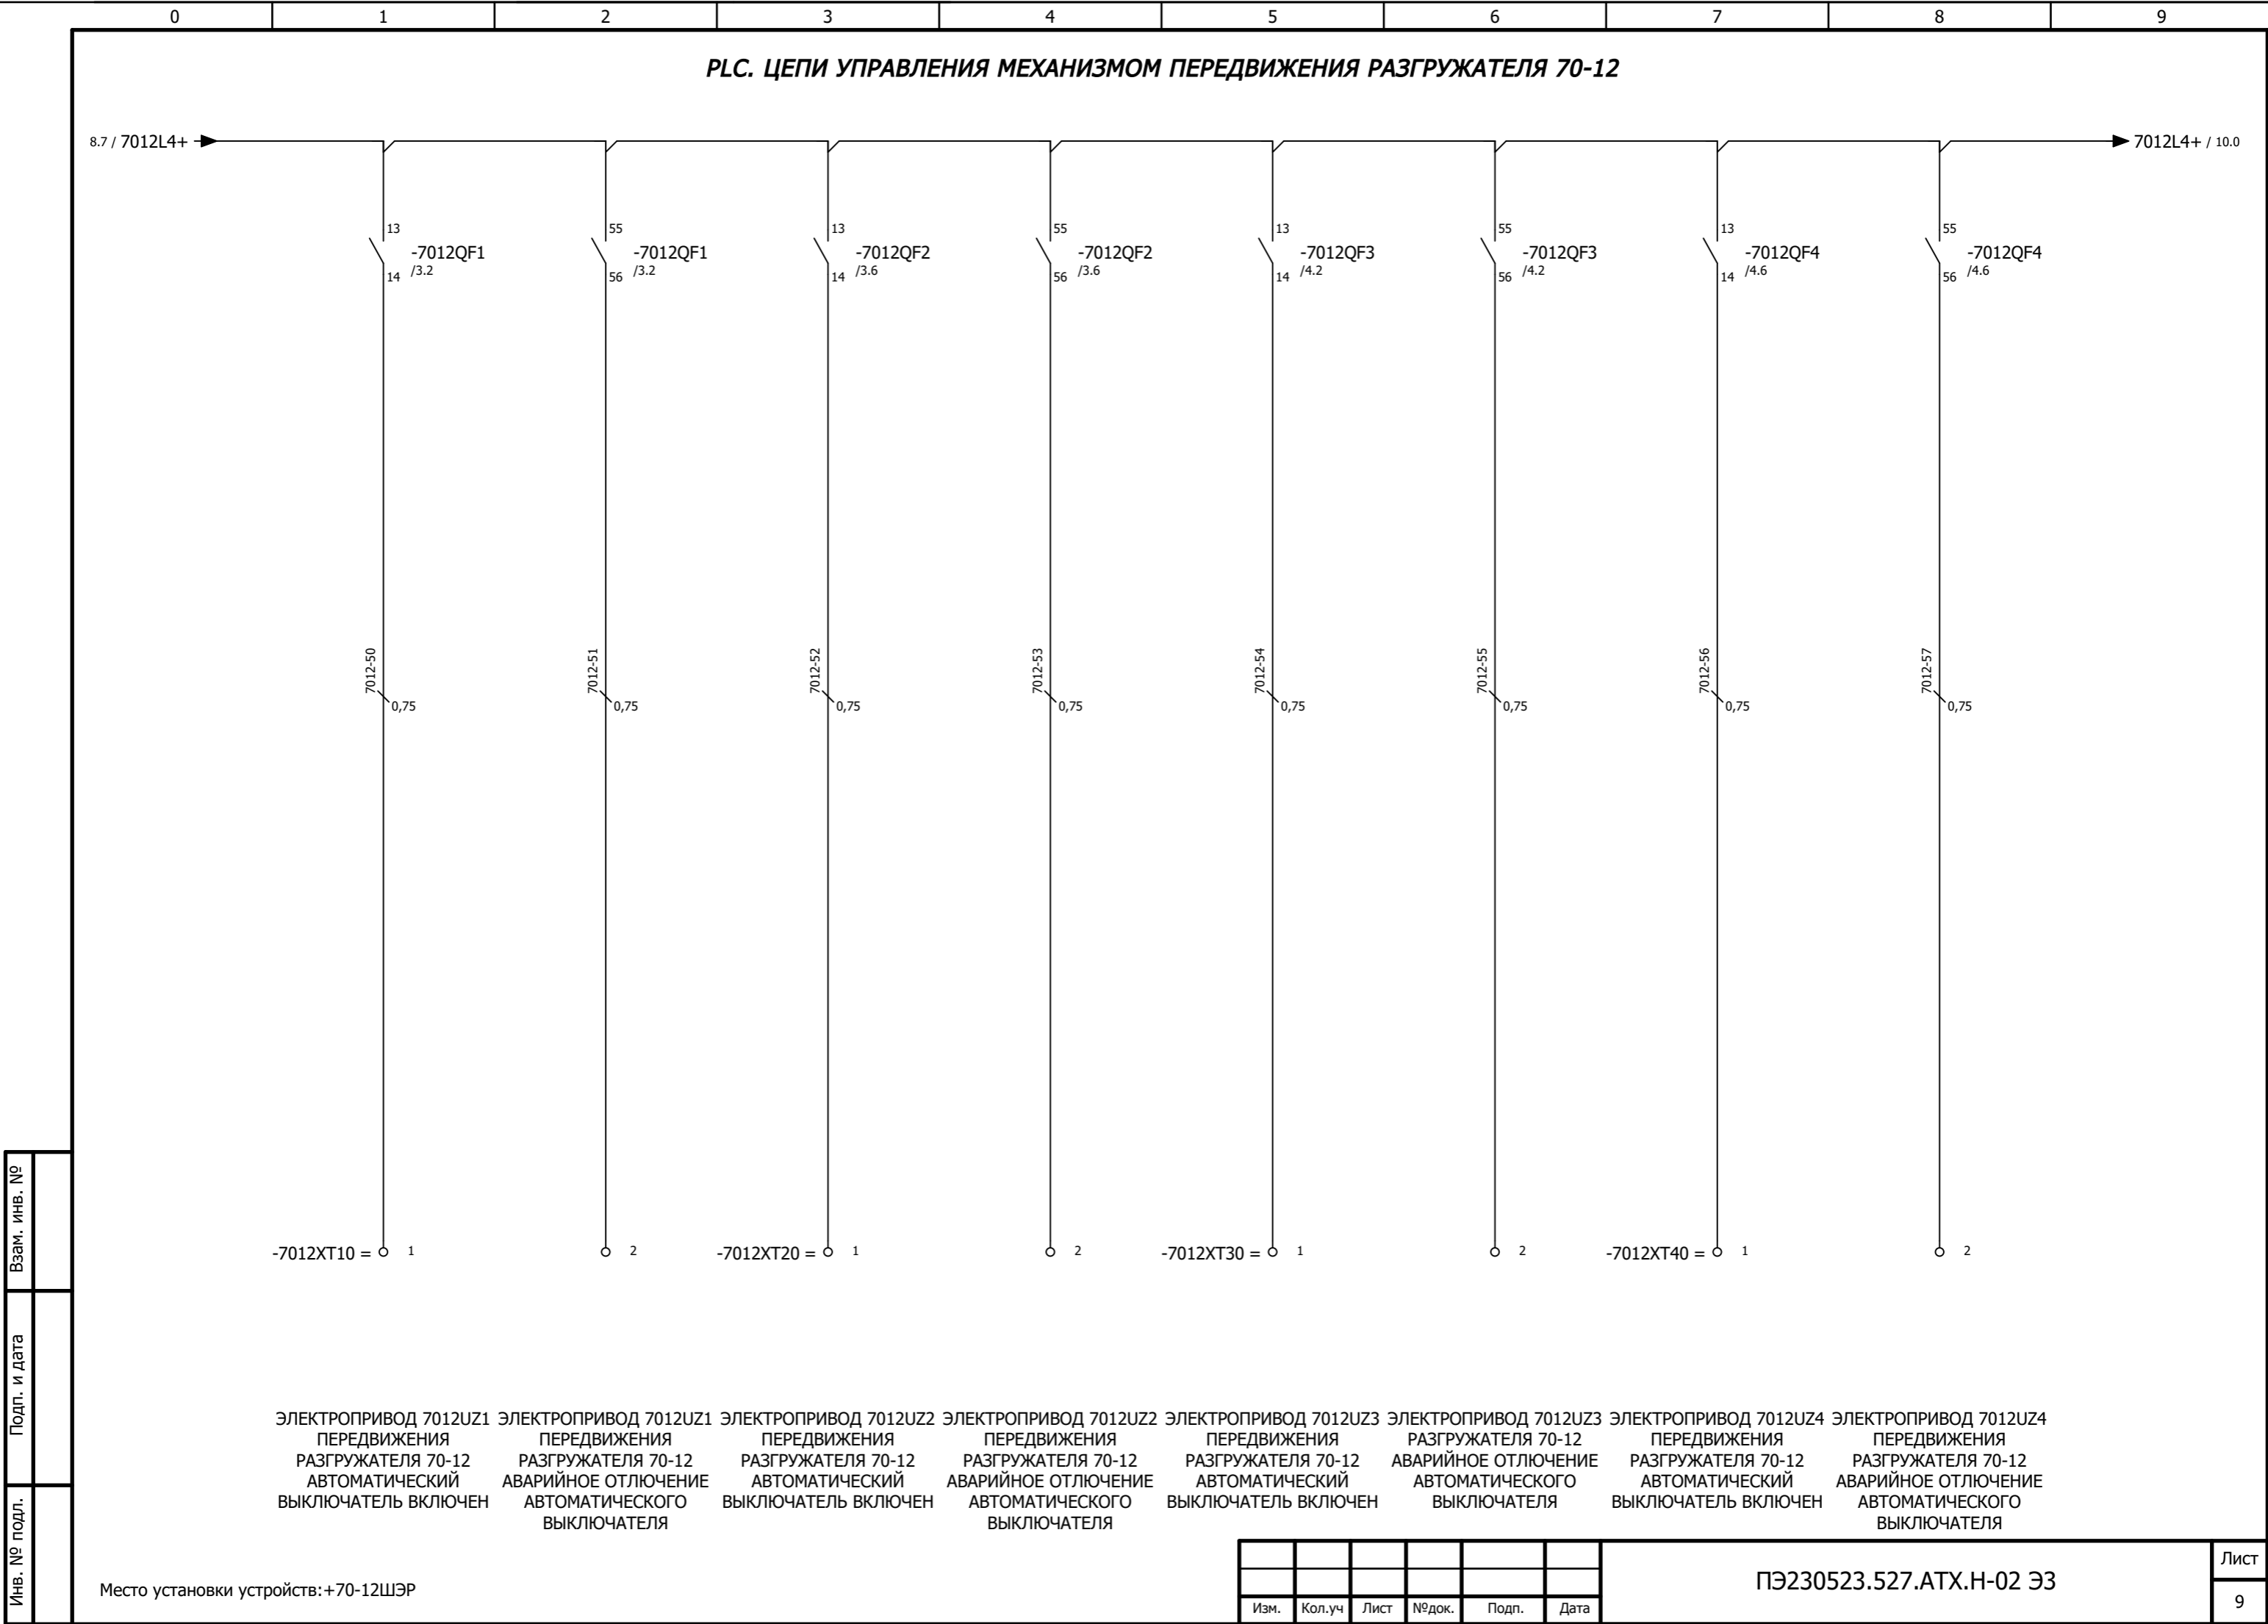 0 1 2 3 4 5 6 7 8 9
PLC. ЦЕПИ УПРАВЛЕНИЯ МЕХАНИЗМОМ ПЕРЕДВИЖЕНИЯ РАЗГРУЖАТЕЛЯ 70-12
8.7 / 7012L4+
7012L4+ / 10.0
13 55 13 55 13 55 13 55
-7012QF1 -7012QF1 -7012QF2 -7012QF2 -7012QF3 -7012QF3 -7012QF4 -7012QF4
/3.2 /3.2 /3.6 /3.6 /4.2 /4.2 /4.6 /4.6
14 56 14 56 14 56 14 56
7012-50 7012-51 7012-52 7012-53 7012-54 7012-55 7012-56 7012-57
0,75 0,75 0,75 0,75 0,75 0,75 0,75 0,75
-7012XT10 = 1 2 -7012XT20 = 1 2 -7012XT30 = 1 2 -7012XT40 = 1 2
ЭЛЕКТРОПРИВОД 7012UZ1
ПЕРЕДВИЖЕНИЯ
РАЗГРУЖАТЕЛЯ 70-12
АВТОМАТИЧЕСКИЙ
ВЫКЛЮЧАТЕЛЬ ВКЛЮЧЕН
ЭЛЕКТРОПРИВОД 7012UZ1
ПЕРЕДВИЖЕНИЯ
РАЗГРУЖАТЕЛЯ 70-12
АВАРИЙНОЕ ОТЛЮЧЕНИЕ
АВТОМАТИЧЕСКОГО
ВЫКЛЮЧАТЕЛЯ
ЭЛЕКТРОПРИВОД 7012UZ2
ПЕРЕДВИЖЕНИЯ
РАЗГРУЖАТЕЛЯ 70-12
АВТОМАТИЧЕСКИЙ
ВЫКЛЮЧАТЕЛЬ ВКЛЮЧЕН
ЭЛЕКТРОПРИВОД 7012UZ2
ПЕРЕДВИЖЕНИЯ
РАЗГРУЖАТЕЛЯ 70-12
АВАРИЙНОЕ ОТЛЮЧЕНИЕ
АВТОМАТИЧЕСКОГО
ВЫКЛЮЧАТЕЛЯ
ЭЛЕКТРОПРИВОД 7012UZ3
ПЕРЕДВИЖЕНИЯ
РАЗГРУЖАТЕЛЯ 70-12
АВТОМАТИЧЕСКИЙ
ВЫКЛЮЧАТЕЛЬ ВКЛЮЧЕН
ЭЛЕКТРОПРИВОД 7012UZ3
РАЗГРУЖАТЕЛЯ 70-12
АВАРИЙНОЕ ОТЛЮЧЕНИЕ
АВТОМАТИЧЕСКОГО
ВЫКЛЮЧАТЕЛЯ
ЭЛЕКТРОПРИВОД 7012UZ4
ПЕРЕДВИЖЕНИЯ
РАЗГРУЖАТЕЛЯ 70-12
АВТОМАТИЧЕСКИЙ
ВЫКЛЮЧАТЕЛЬ ВКЛЮЧЕН
ЭЛЕКТРОПРИВОД 7012UZ4
ПЕРЕДВИЖЕНИЯ
РАЗГРУЖАТЕЛЯ 70-12
АВАРИЙНОЕ ОТЛЮЧЕНИЕ
АВТОМАТИЧЕСКОГО
ВЫКЛЮЧАТЕЛЯ
Взам. инв. №
Подп. и дата
Инв. № подл.
Место установки устройств:+70-12ШЭР
Изм. Кол.уч Лист №док. Подп. Дата
ПЭ230523.527.АТХ.Н-02 Э3
Лист
9